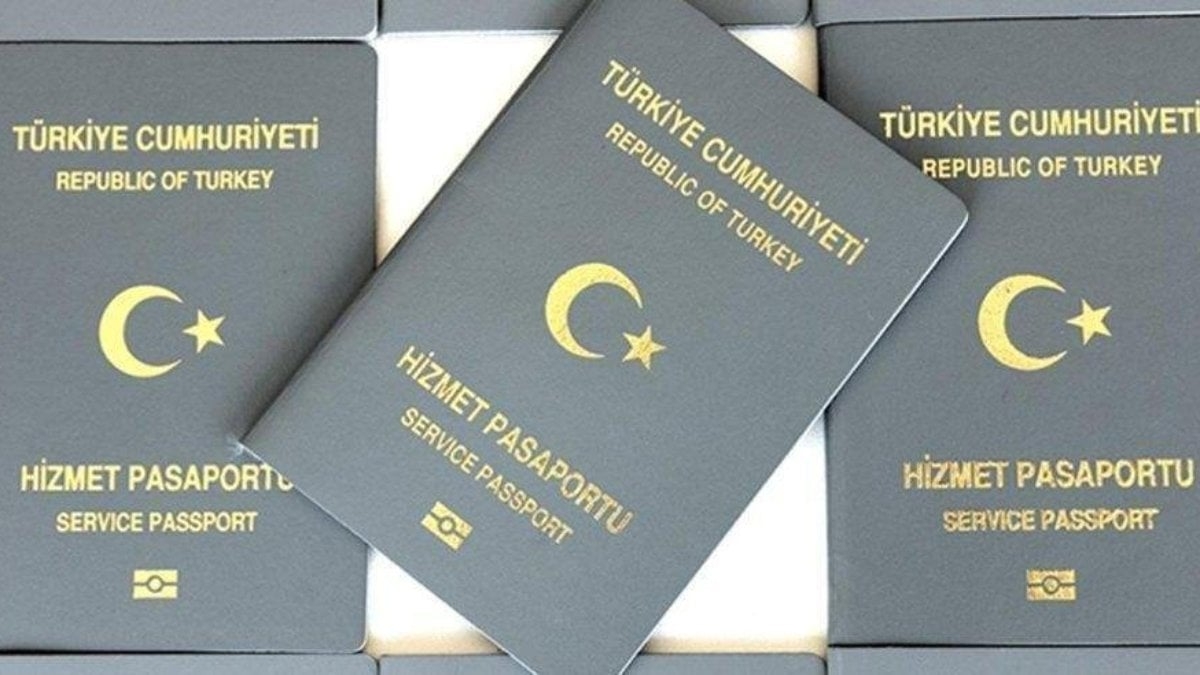 TÜRKİYE CUMHURİYETİ
REPUBLIC OF TURKEY
HİZMET PASAPORTU
SERVICE PASSPORT
TÜRKİYE CUMHURİYETİ
REPUBLIC OF TURKEY
HİZMET PASAPORTU
SERVICE PASSPORT
TÜRKİYE CUMHURİYETİ
REPUBLIC OF TURKEY
HİZMET PASAPORTU
SERVICE PASSPORT